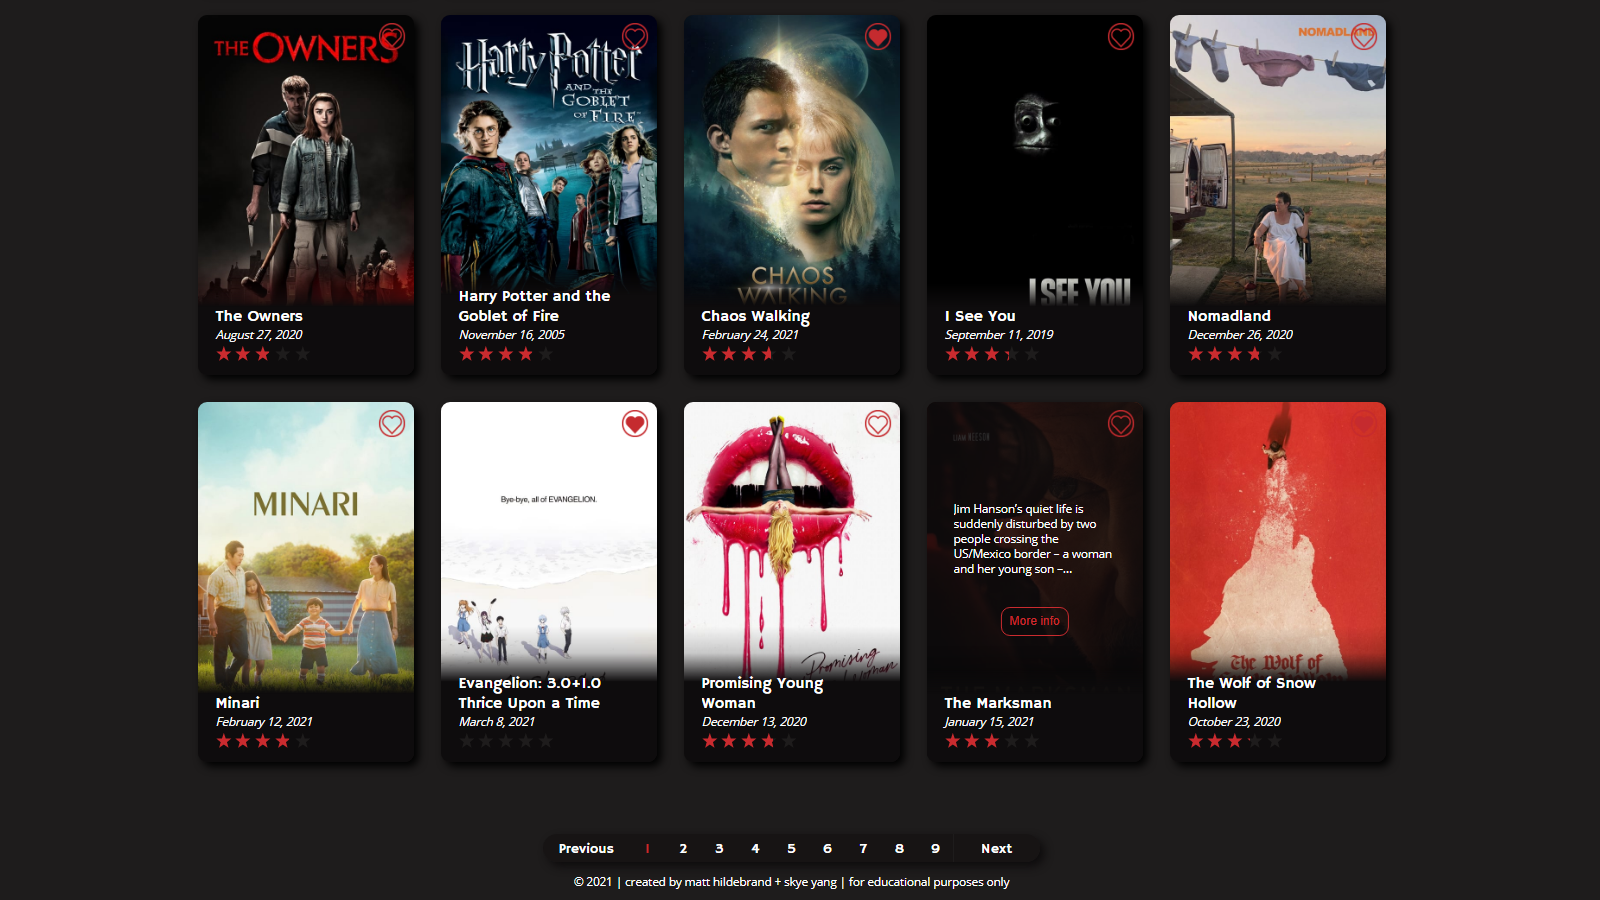 THE OWNERS
Harry Potter
AND THE
GOBLET
OF FIRE
CHAOS
WALKING
I SEE YOU
NOMADLAND
The Owners
August 27, 2020
Harry Potter and the
Goblet of Fire
November 16, 2005
Chaos Walking
February 24, 2021
I See You
September 11, 2019
Nomadland
December 26, 2020
MINARI
Bye-bye, all of EVANGELION.
Promising
Woman
LIAM NEESON
Jim Hanson’s quiet life is
suddenly disturbed by two
people crossing the
US/Mexico border – a woman
and her young son –...
More info
The Wolf of
Minari
February 12, 2021
Evangelion: 3.0+1.0
Thrice Upon a Time
March 8, 2021
Promising Young
Woman
December 13, 2020
The Marksman
January 15, 2021
The Wolf of Snow
Hollow
October 23, 2020
Previous 1 2 3 4 5 6 7 8 9 Next
© 2021 | created by matt hildebrand + skye yang | for educational purposes only